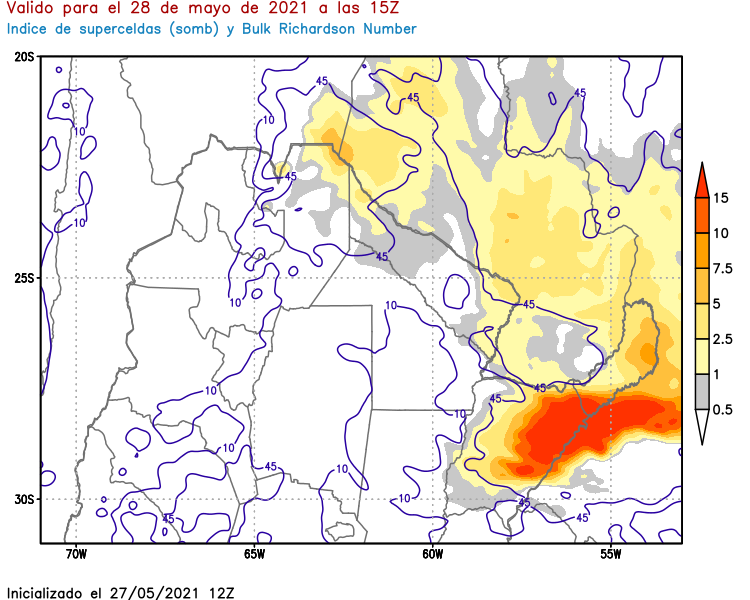 Valido para el 28 de mayo de 2021 a las 15Z
Indice de superceldas (somb) y Bulk Richardson Number
20S
25S
30S
70W
65W
60W
55W
45
45
45
10
10
45
10
45
10
10
45
10
45
45
10
45
10
10
45
45
45
15
10
7.5
5
2.5
1
0.5
Inicializado el 27/05/2021 12Z